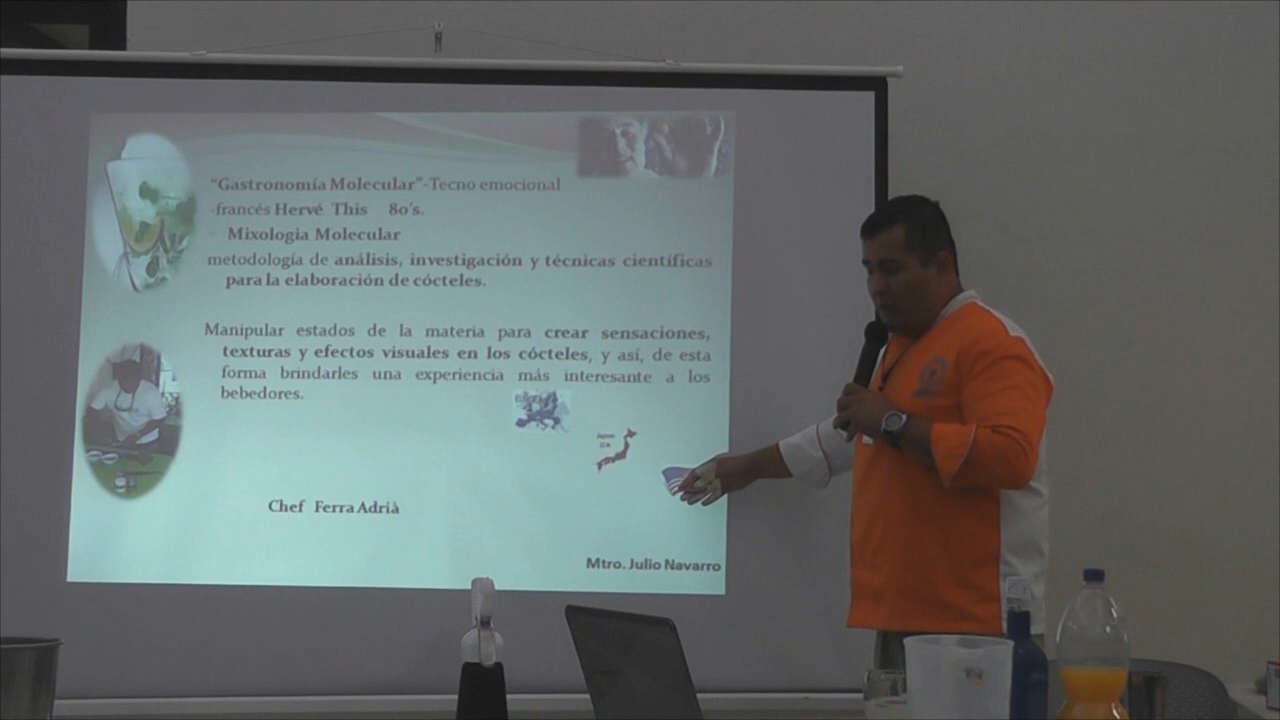 “Gastronomía Molecular”-Tecno emocional
-francés Hervé This 80’s.
Mixologia Molecular
metodología de análisis, investigación y técnicas científicas
para la elaboración de cócteles.
Manipular estados de la materia para crear sensaciones,
texturas y efectos visuales en los cócteles, y así, de esta
forma brindarles una experiencia más interesante a los
bebedores.
Chef Ferra Adrià
Mtro. Julio Navarro